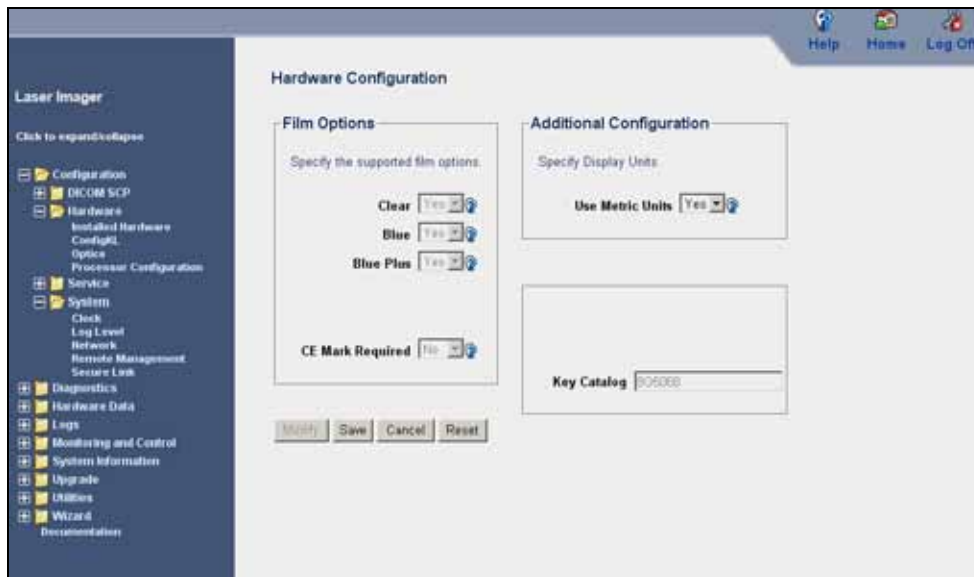 Help Home Log Off
Laser Imager
Click to expand/collapse
Configuration
DICOM SCP
Hardware
Installed Hardware
ConfigKL
Optics
Processor Configuration
Service
System
Clock
Log Level
Network
Remote Management
Secure Link
Diagnostics
Hardware Data
Logs
Monitoring and Control
System Information
Upgrade
Utilities
Wizard
Documentation
Hardware Configuration
Film Options
Specify the supported film options.
Clear Yes
Blue Yes
Blue Plus Yes
CE Mark Required No
Modify Save Cancel Reset
Additional Configuration
Specify Display Units
Use Metric Units Yes
Key Catalog